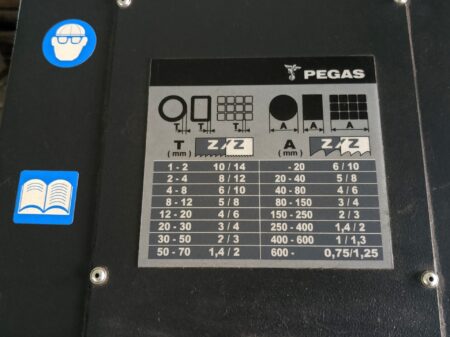 PEGAS
T T T A A A
T (mm) Z/Z A (mm) Z/Z
1 - 2 10 / 14 - 20 6 / 10
2 - 4 8 / 12 20 - 40 5 / 8
4 - 8 6 / 10 40 - 80 4 / 6
8 - 12 5 / 8 80 - 150 3 / 4
12 - 20 4 / 6 150 - 250 2 / 3
20 - 30 3 / 4 250 - 400 1,4 / 2
30 - 50 2 / 3 400 - 600 1 / 1,3
50 - 70 1,4 / 2 600 - 0,75/1,25